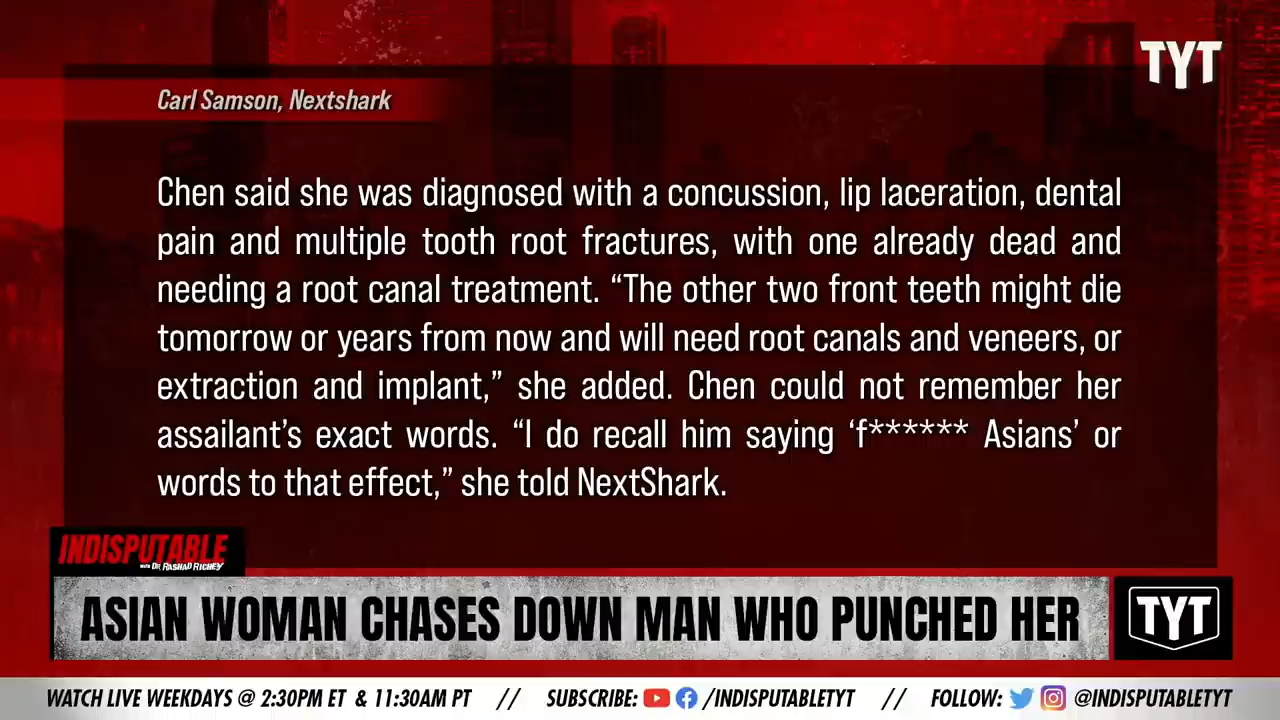 TYT
Carl Samson, Nextshark
Chen said she was diagnosed with a concussion, lip laceration, dental
pain and multiple tooth root fractures, with one already dead and
needing a root canal treatment. “The other two front teeth might die
tomorrow or years from now and will need root canals and veneers, or
extraction and implant,” she added. Chen could not remember her
assailant’s exact words. “I do recall him saying ‘f****** Asians’ or
words to that effect,” she told NextShark.
INDISPUTABLE
WITH DR. RASHAD RICHEY
ASIAN WOMAN CHASES DOWN MAN WHO PUNCHED HER
TYT
WATCH LIVE WEEKDAYS @ 2:30PM ET & 11:30AM PT // SUBSCRIBE: /INDISPUTABLETYT // FOLLOW: @INDISPUTABLETYT